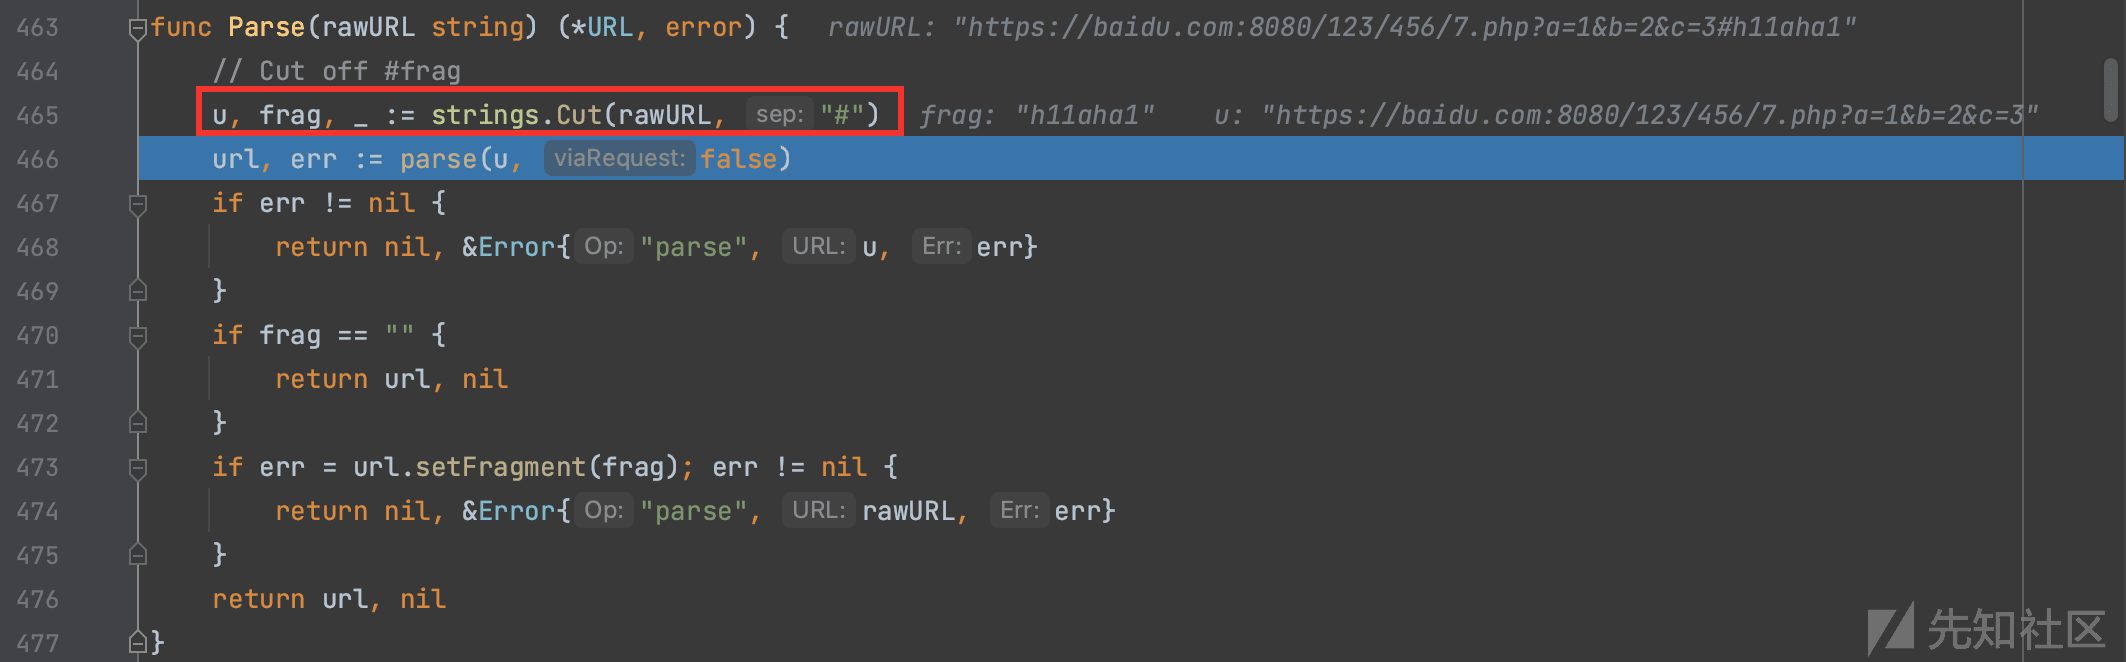 463 func Parse(rawURL string) (*URL, error) { rawURL: "https://baidu.com:8080/123/456/7.php?a=1&b=2&c=3#h11aha1"
464 // Cut off #frag
465 u, frag, _ := strings.Cut(rawURL, sep: "#") frag: "h11aha1" u: "https://baidu.com:8080/123/456/7.php?a=1&b=2&c=3"
466 url, err := parse(u, viaRequest: false)
467 if err != nil {
468 return nil, &Error{ Op: "parse", URL: u, Err: err}
469 }
470 if frag == "" {
471 return url, nil
472 }
473 if err = url.setFragment(frag); err != nil {
474 return nil, &Error{ Op: "parse", URL: rawURL, Err: err}
475 }
476 return url, nil
477 }
先知社区